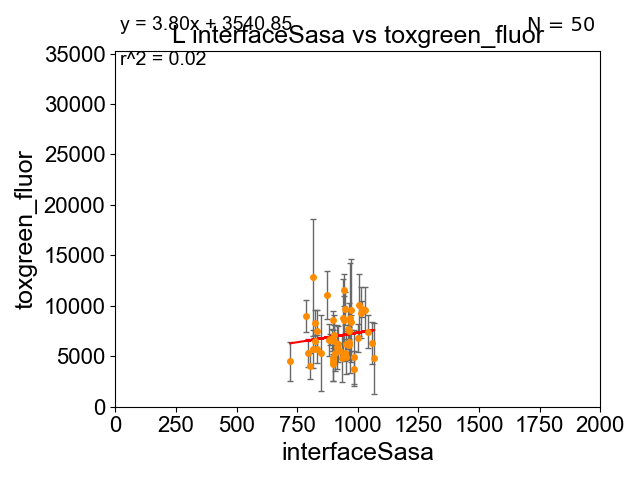 y = 3.80x + 3540.85
N = 50
L interfaceSasa vs toxgreen_fluor
r^2 = 0.02
35000
30000
25000
20000
15000
10000
5000
0
toxgreen_fluor
0 250 500 750 1000 1250 1500 1750 2000
interfaceSasa